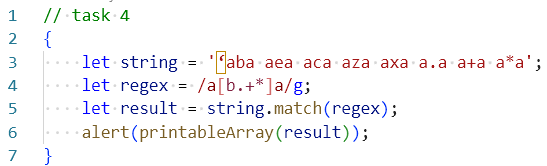 1 // task 4
2 {
3 let string = '‘aba aea aca aza axa a.a a+a a*a';
4 let regex = /a[b.+*]a/g;
5 let result = string.match(regex);
6 alert(printableArray(result));
7 }